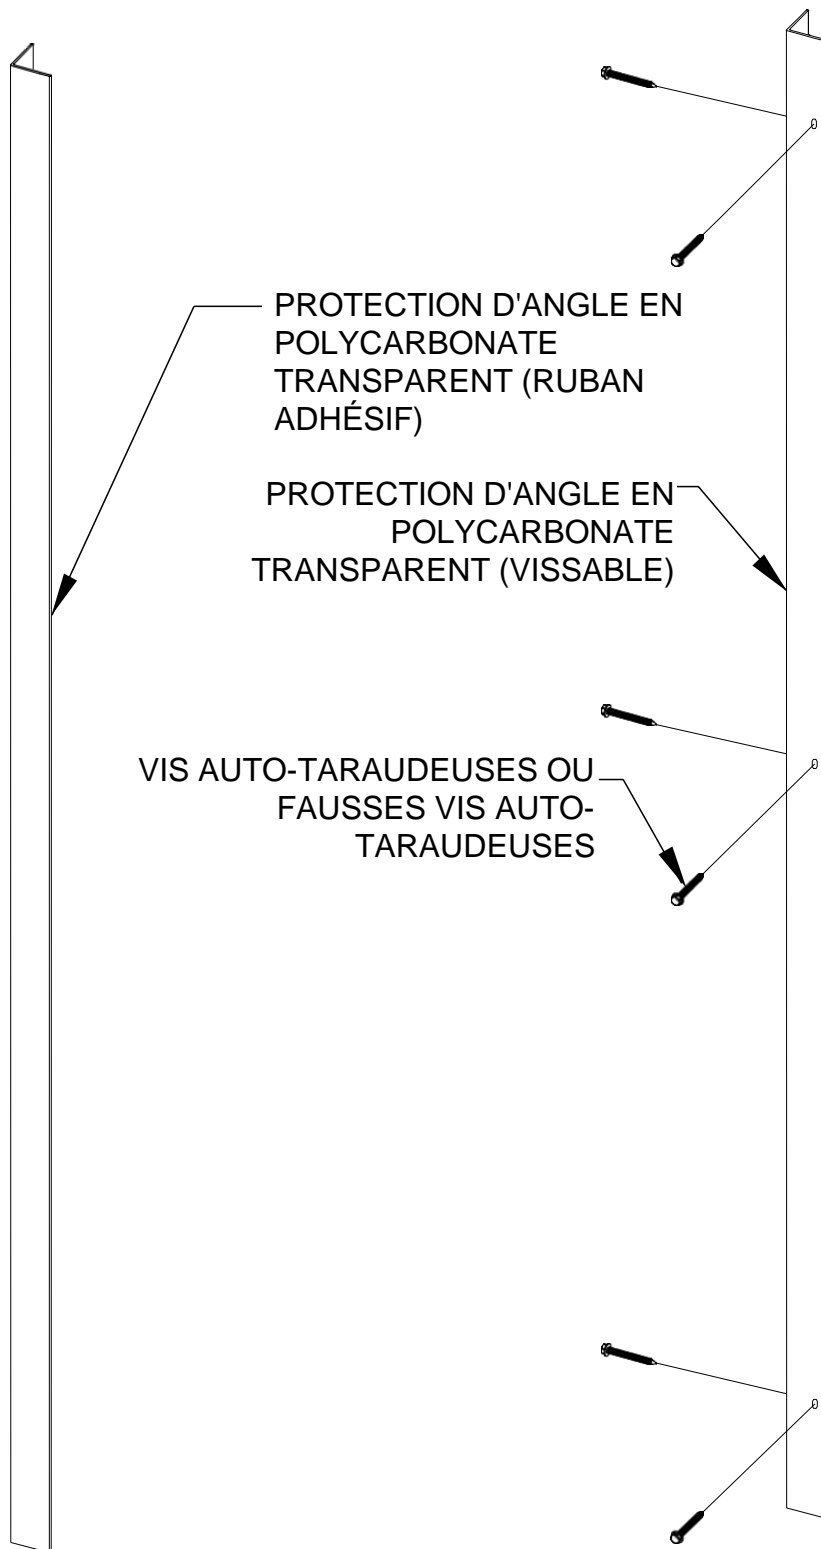 PROTECTION D'ANGLE EN
POLYCARBONATE
TRANSPARENT (RUBAN
ADHÉSIF)
PROTECTION D'ANGLE EN
POLYCARBONATE
TRANSPARENT (VISSABLE)
VIS AUTO-TARAUDEUSES OU
FAUSSES VIS AUTO-
TARAUDEUSES